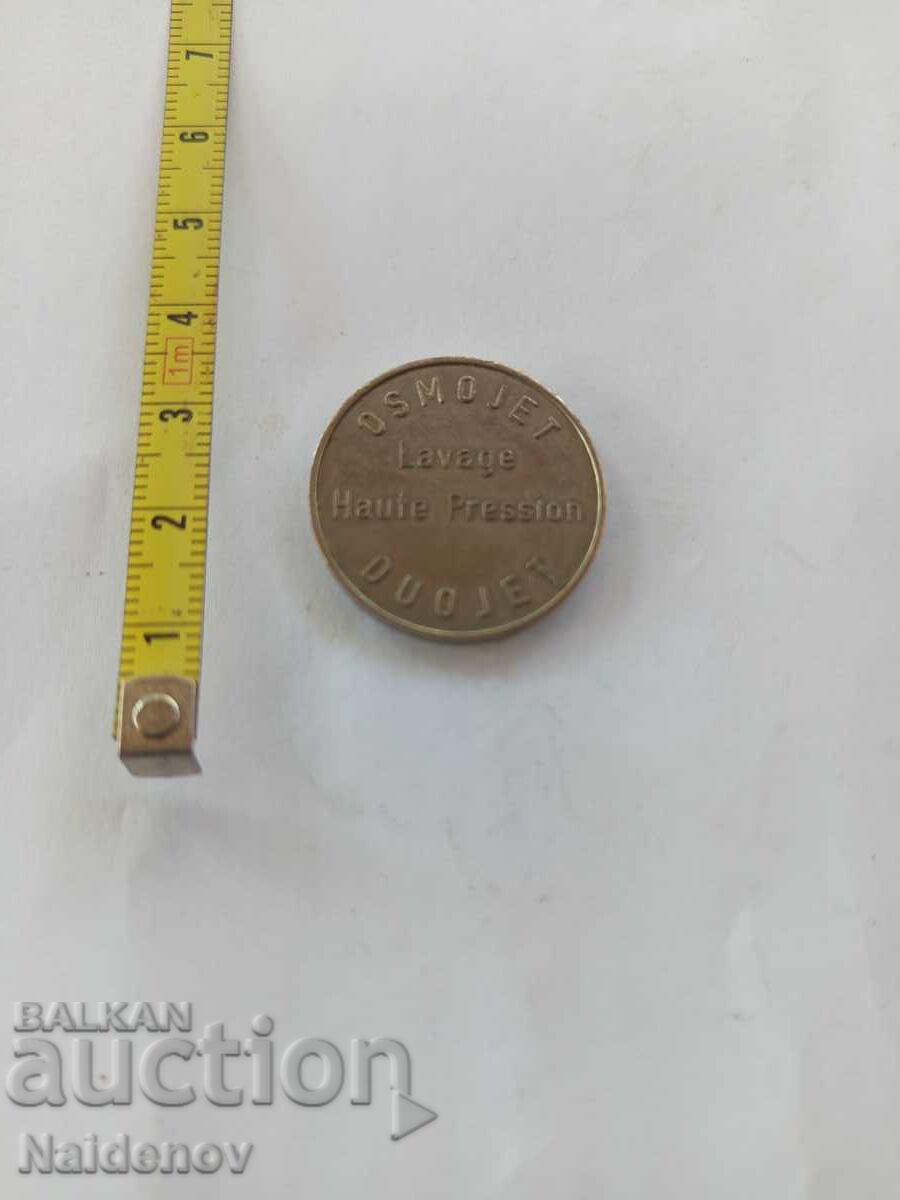 7
6
5
4
1m
3
2
1
OSMOJET
Lavage
Haute Pression
DUOJET
BALKAN
auction
Naidenov